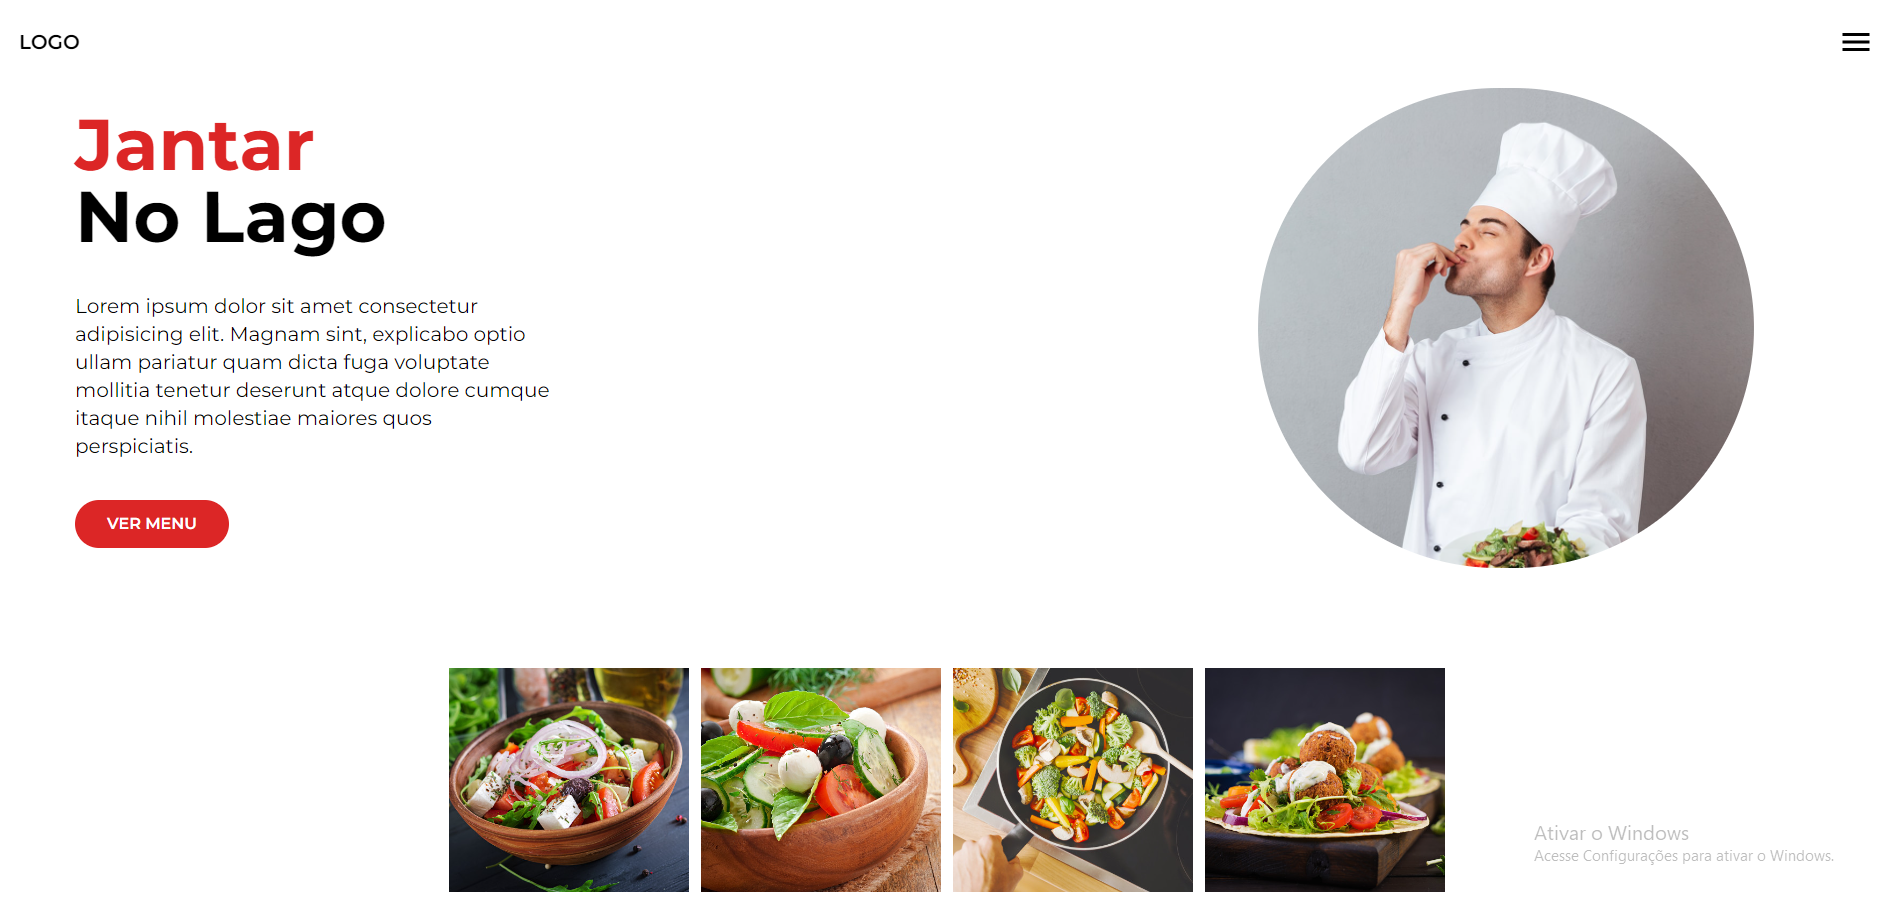 LOGO
Jantar
No Lago
Lorem ipsum dolor sit amet consectetur
adipisicing elit. Magnam sint, explicabo optio
ullam pariatur quam dicta fuga voluptate
mollitia tenetur deserunt atque dolore cumque
itaque nihil molestiae maiores quos
perspiciatis.
VER MENU
Ativar o Windows
Acesse Configurações para ativar o Windows.